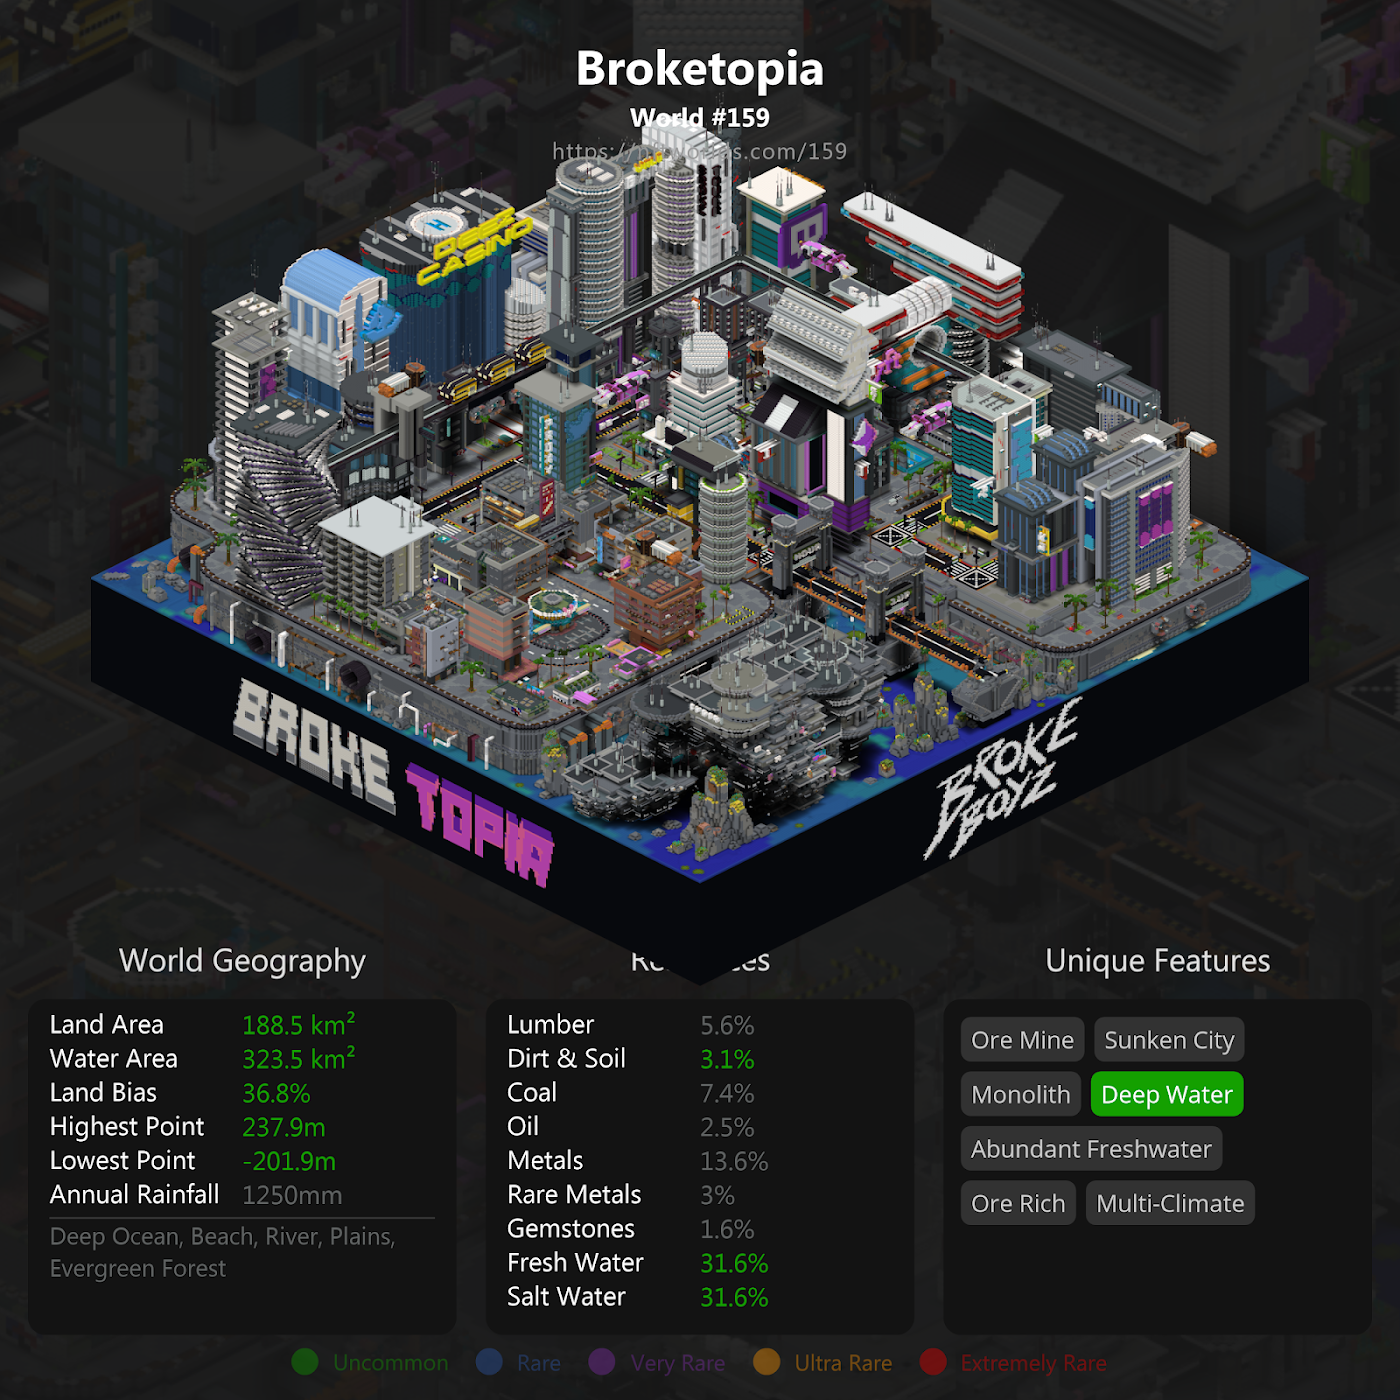 Broketopia
World #159
DEEZ
CASINO
BROKE
TOPIA
BROKE
BOYZ
World Geography
Land Area 188.5 km²
Water Area 323.5 km²
Land Bias 36.8%
Highest Point 237.9m
Lowest Point -201.9m
Annual Rainfall 1250mm
Deep Ocean, Beach, River, Plains,
Evergreen Forest
Lumber 5.6%
Dirt & Soil 3.1%
Coal 7.4%
Oil 2.5%
Metals 13.6%
Rare Metals 3%
Gemstones 1.6%
Fresh Water 31.6%
Salt Water 31.6%
Unique Features
Ore Mine Sunken City
Monolith Deep Water
Abundant Freshwater
Ore Rich Multi-Climate
Uncommon Rare Very Rare Ultra Rare Extremely Rare